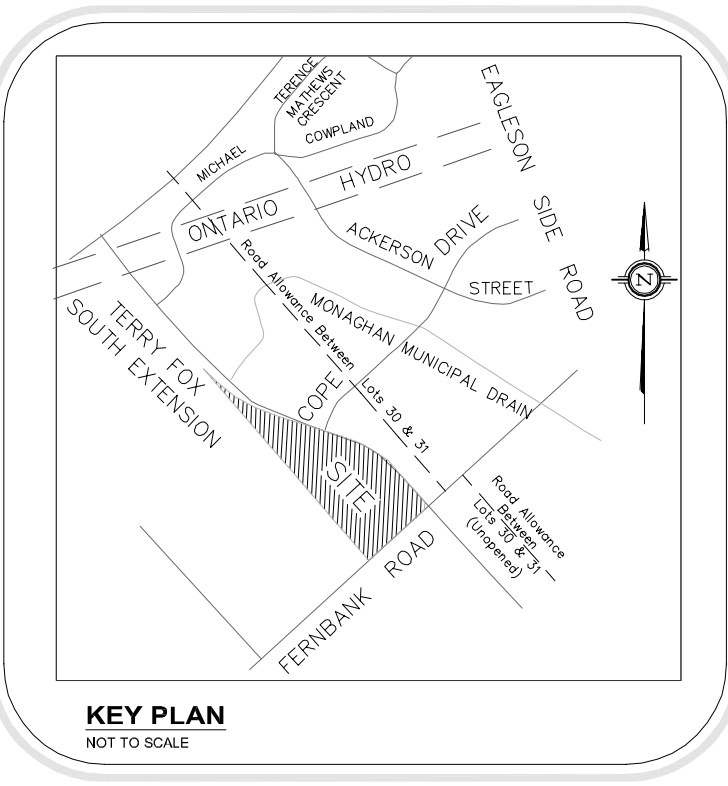 TERENCE
MATHEWS
CRESCENT
COWPLAND
MICHAEL
EAGLESON SIDE ROAD
ONTARIO HYDRO
ACKERSON
STREET
COPE DRIVE
Road Allowance Between Lots 30 & 31
MONAGHAN MUNICIPAL DRAIN
N
TERRY FOX
SOUTH EXTENSION
SITE
Road Allowance
Between
Lots 30 & 31
(Unopened)
FERNBANK ROAD
KEY PLAN
NOT TO SCALE